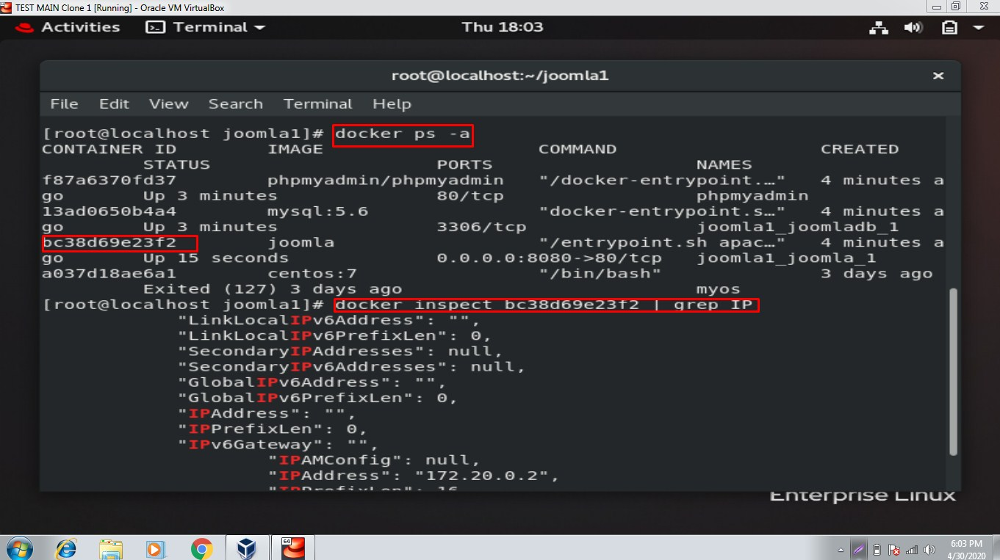 TEST MAIN Clone 1 [Running] - Oracle VM VirtualBox
Activities Terminal Thu 18:03
root@localhost:~/joomla1
File Edit View Search Terminal Help
[root@localhost joomla1]# docker ps -a
CONTAINER ID IMAGE COMMAND CREATED
STATUS PORTS NAMES
f87a6370fd37 phpmyadmin/phpmyadmin "/docker-entrypoint.…" 4 minutes a
go Up 3 minutes 80/tcp phpmyadmin
13ad0650b4a4 mysql:5.6 "docker-entrypoint.s…" 4 minutes a
go Up 3 minutes 3306/tcp joomla1_joomladb_1
bc38d69e23f2 joomla "/entrypoint.sh apac…" 4 minutes a
go Up 15 seconds 0.0.0.0:8080->80/tcp joomla1_joomla_1
a037d18ae6a1 centos:7 "/bin/bash" 3 days ago
Exited (127) 3 days ago myos
[root@localhost joomla1]# docker inspect bc38d69e23f2 | grep IP
"LinkLocalIPv6Address": "",
"LinkLocalIPv6PrefixLen": 0,
"SecondaryIPAddresses": null,
"SecondaryIPv6Addresses": null,
"GlobalIPv6Address": "",
"GlobalIPv6PrefixLen": 0,
"IPAddress": "",
"IPPrefixLen": 0,
"IPv6Gateway": "",
"IPAMConfig": null,
"IPAddress": "172.20.0.2",
"IPPrefixLen": 16,
Enterprise Linux
64
6:03 PM
4/30/2020